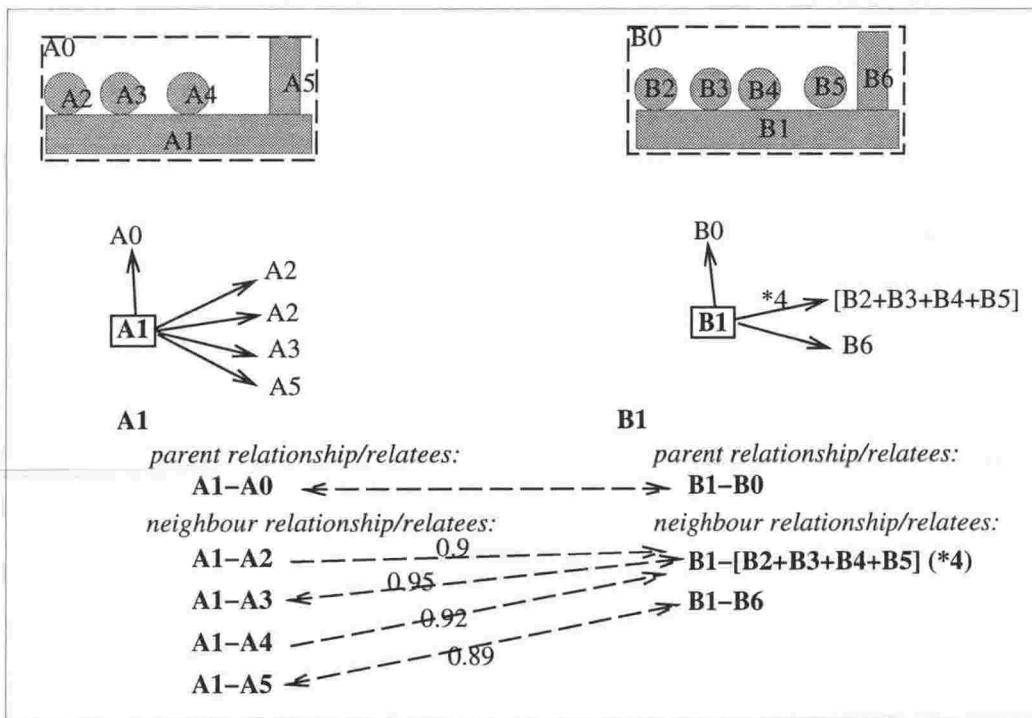 A0
A2 A3 A4 A5
A1
B0
B2 B3 B4 B5 B6
B1
A0
A2
A2
A1
A3
A5
B0
*4 [B2+B3+B4+B5]
B1
B6
A1 B1
parent relationship/relatees: parent relationship/relatees:
A1–A0 B1–B0
neighbour relationship/relatees: neighbour relationship/relatees:
0.9
A1–A2 B1–[B2+B3+B4+B5] (*4)
0.95
A1–A3 B1–B6
0.92
A1–A4
0.89
A1–A5